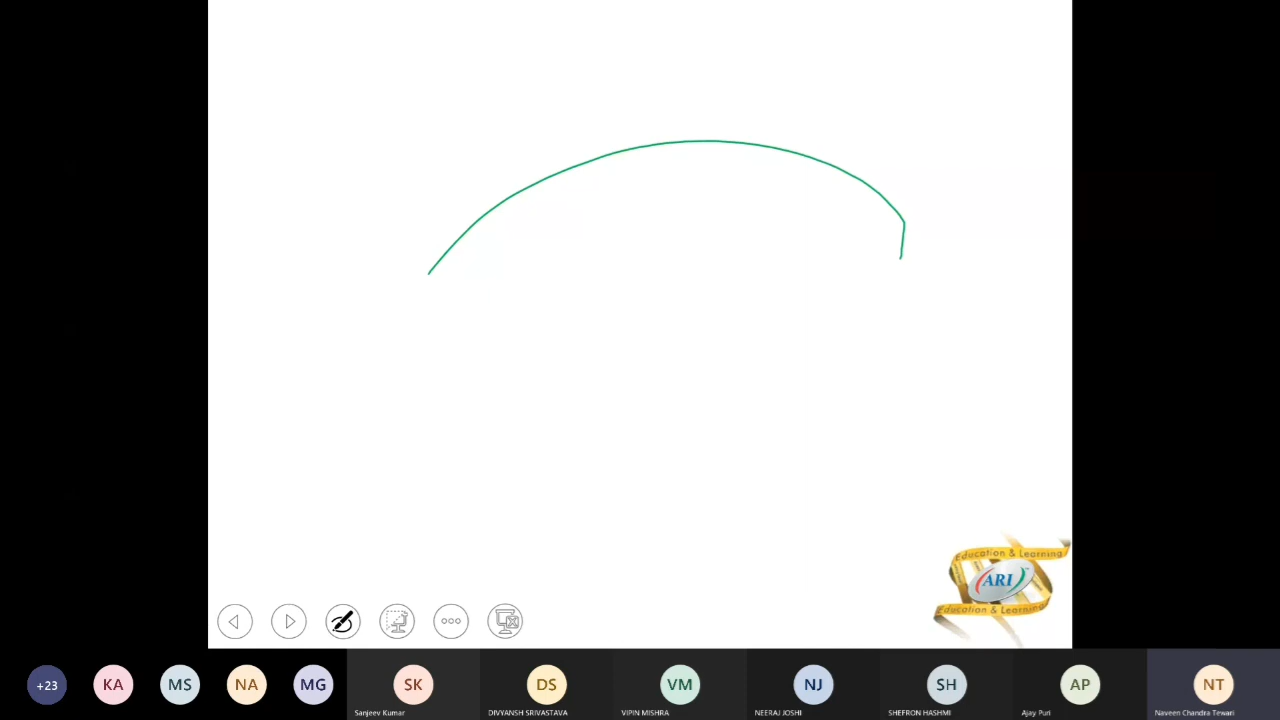 Education & Learning
ARI
Education & Learning
+23
KA
MS
NA
MG
SK
DS
VM
NJ
SH
AP
NT
Sanjeev Kumar
DIVYANSH SRIVASTAVA
VIPIN MISHRA
NEERAJ JOSHI
SHEFRON HASHMI
Ajay Puri
Naveen Chandra Tewari